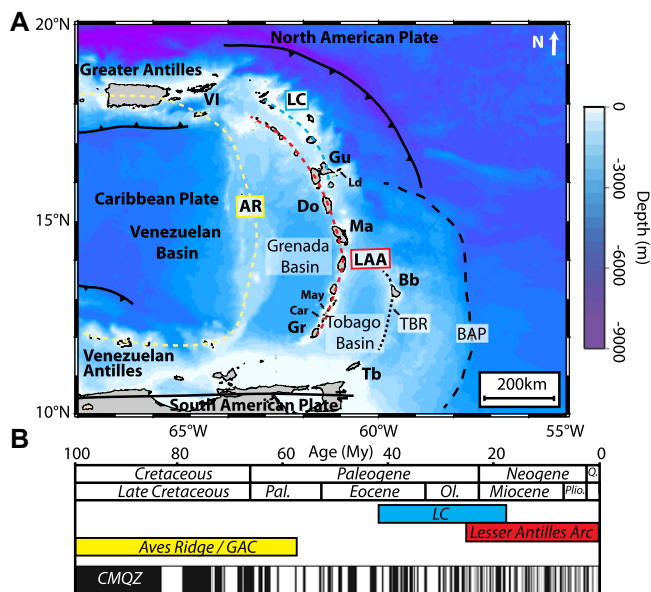 A
20°N
15°N
10°N
North American Plate
N
Greater Antilles
VI
LC
Gu
Ld
Caribbean Plate
AR
Do
Venezuelan
Basin
Ma
Grenada
Basin
LAA
Bb
May
Car
Gr
Tobago
Basin
TBR
BAP
Venezuelan
Antilles
Tb
200km
South American Plate
65°W
60°W
55°W
0
-3000
-6000
-9000
Depth (m)
B
Age (My)
100
80
60
40
20
0
Cretaceous
Paleogene
Neogene
Q.
Late Cretaceous
Pal.
Eocene
Ol.
Miocene
Plio.
LC
Lesser Antilles Arc
Aves Ridge / GAC
CMQZ